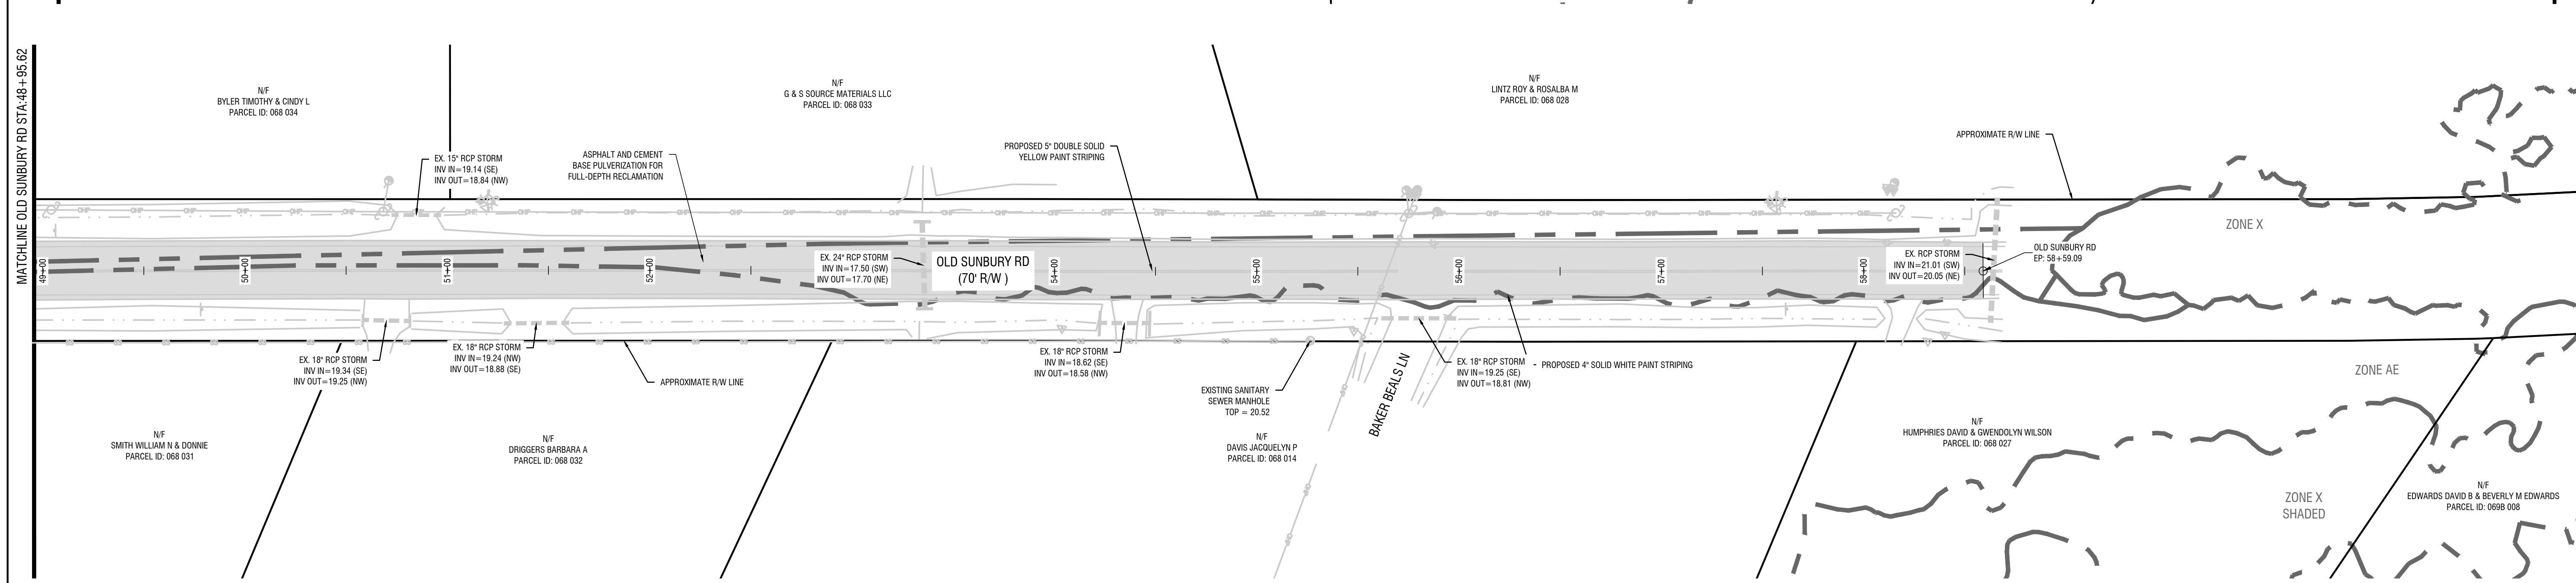 MATCHLINE OLD SUNBURY RD STA:48+95.62
N/F
BYLER TIMOTHY & CINDY L
PARCEL ID: 068 034
N/F
G & S SOURCE MATERIALS LLC
PARCEL ID: 068 033
N/F
LINTZ ROY & ROSALBA M
PARCEL ID: 068 028
EX. 15" RCP STORM
INV IN=19.14 (SE)
INV OUT=18.84 (NW)
ASPHALT AND CEMENT
BASE PULVERIZATION FOR
FULL-DEPTH RECLAMATION
PROPOSED 5" DOUBLE SOLID
YELLOW PAINT STRIPING
APPROXIMATE R/W LINE
ZONE X
49+00
50+00
51+00
52+00
EX. 24" RCP STORM
INV IN=17.50 (SW)
INV OUT=17.70 (NE)
OLD SUNBURY RD
(70' R/W )
54+00
55+00
56+00
57+00
58+00
EX. RCP STORM
INV IN=21.01 (SW)
INV OUT=20.05 (NE)
OLD SUNBURY RD
EP: 58+59.09
EX. 18" RCP STORM
INV IN=19.34 (SE)
INV OUT=19.25 (NW)
EX. 18" RCP STORM
INV IN=19.24 (NW)
INV OUT=18.88 (SE)
APPROXIMATE R/W LINE
EX. 18" RCP STORM
INV IN=18.62 (SE)
INV OUT=18.58 (NW)
EXISTING SANITARY
SEWER MANHOLE
TOP = 20.52
BAKER BEALS LN
EX. 18" RCP STORM
INV IN=19.25 (SE)
INV OUT=18.81 (NW)
PROPOSED 4" SOLID WHITE PAINT STRIPING
ZONE AE
N/F
SMITH WILLIAM N & DONNIE
PARCEL ID: 068 031
N/F
DRIGGERS BARBARA A
PARCEL ID: 068 032
N/F
DAVIS JACQUELYN P
PARCEL ID: 068 014
N/F
HUMPHRIES DAVID & GWENDOLYN WILSON
PARCEL ID: 068 027
ZONE X
SHADED
N/F
EDWARDS DAVID B & BEVERLY M EDWARDS
PARCEL ID: 069B 008